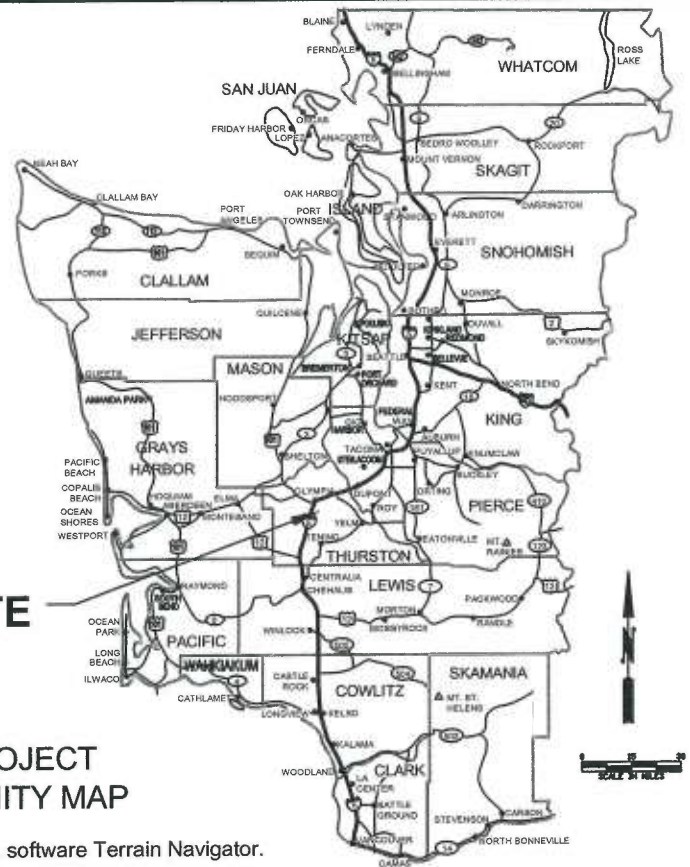 BLAINE
LYNDEN
FERNDALE
BELLINGHAM
WHATCOM
ROSS
LAKE
SAN JUAN
ORCAS
FRIDAY HARBOR
LOPEZ
ANACORTES
SEDRO WOOLLEY
ROCKPORT
MOUNT VERNON
SKAGIT
NEAH BAY
OAK HARBOR
CLALLAM BAY
PORT
ANGELES
PORT
TOWNSEND
ISLAND
STANWOOD
ARLINGTON
DARRINGTON
SEQUIM
EVERETT
SNOHOMISH
FORKS
CLALLAM
MONROE
QUILCENE
BOTHELL
JEFFERSON
KITSAP
KIRKLAND
REDMOND
DUVALL
SKYKOMISH
MASON
SEATTLE
BELLEVUE
BREMERTON
PORT
ORCHARD
QUEETS
KENT
NORTH BEND
AMANDA PARK
HOODSPORT
FEDERAL
WAY
KING
GRAYS
HARBOR
HARBOR
AUBURN
TACOMA
PUYALLUP
ENUMCLAW
SHELTON
STEILACOOM
PACIFIC
BEACH
BUCKLEY
COPALIS
BEACH
ORTING
HOQUIAM
ABERDEEN
ELMA
OLYMPIA
DUPONT
PIERCE
OCEAN
SHORES
MONTESANO
ROY
YELM
WESTPORT
EATONVILLE
MT.
RAINIER
TENINO
THURSTON
RAYMOND
CENTRALIA
CHEHALIS
LEWIS
SOUTH
BEND
PACKWOOD
MORTON
MOSSYROCK
RANDLE
OCEAN
PARK
PACIFIC
WINLOCK
LONG
BEACH
WAHKIAKUM
SKAMANIA
ILWACO
CASTLE
ROCK
COWLITZ
MT. ST.
HELENS
CATHLAMET
LONGVIEW
KELSO
N
KALAMA
SCALE IN MILES
WOODLAND
CLARK
LA
CENTER
BATTLE
GROUND
CARSON
STEVENSON
VANCOUVER
NORTH BONNEVILLE
CAMAS
software Terrain Navigator.